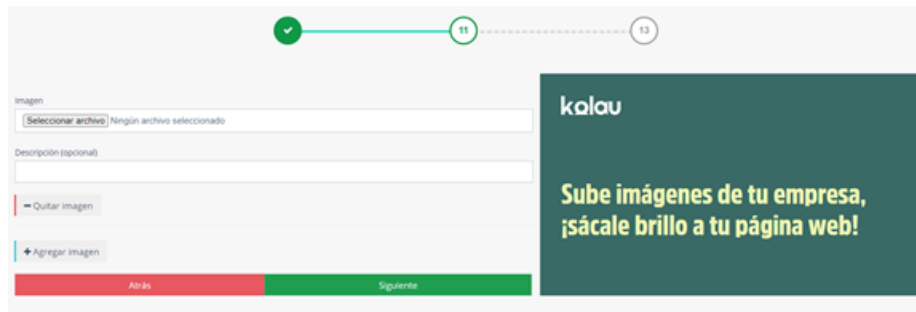 11
13
Imagen
Seleccionar archivo Ningún archivo seleccionado
Descripción (opcional)
Quitar imagen
Agregar imagen
Atrás
Siguiente
kolau
Sube imágenes de tu empresa,
¡sácale brillo a tu página web!